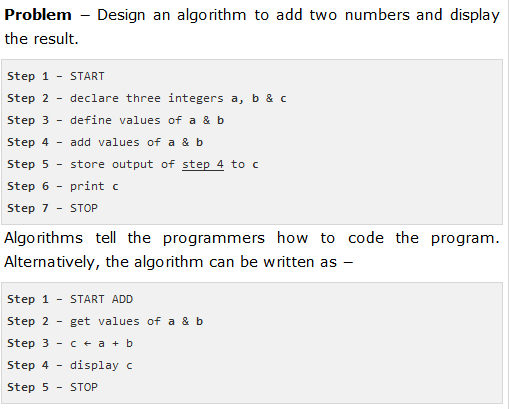 Problem − Design an algorithm to add two numbers and display
the result.
Step 1 − START
Step 2 − declare three integers a, b & c
Step 3 − define values of a & b
Step 4 − add values of a & b
Step 5 − store output of step 4 to c
Step 6 − print c
Step 7 − STOP
Algorithms tell the programmers how to code the program.
Alternatively, the algorithm can be written as −
Step 1 − START ADD
Step 2 − get values of a & b
Step 3 − c ← a + b
Step 4 − display c
Step 5 − STOP